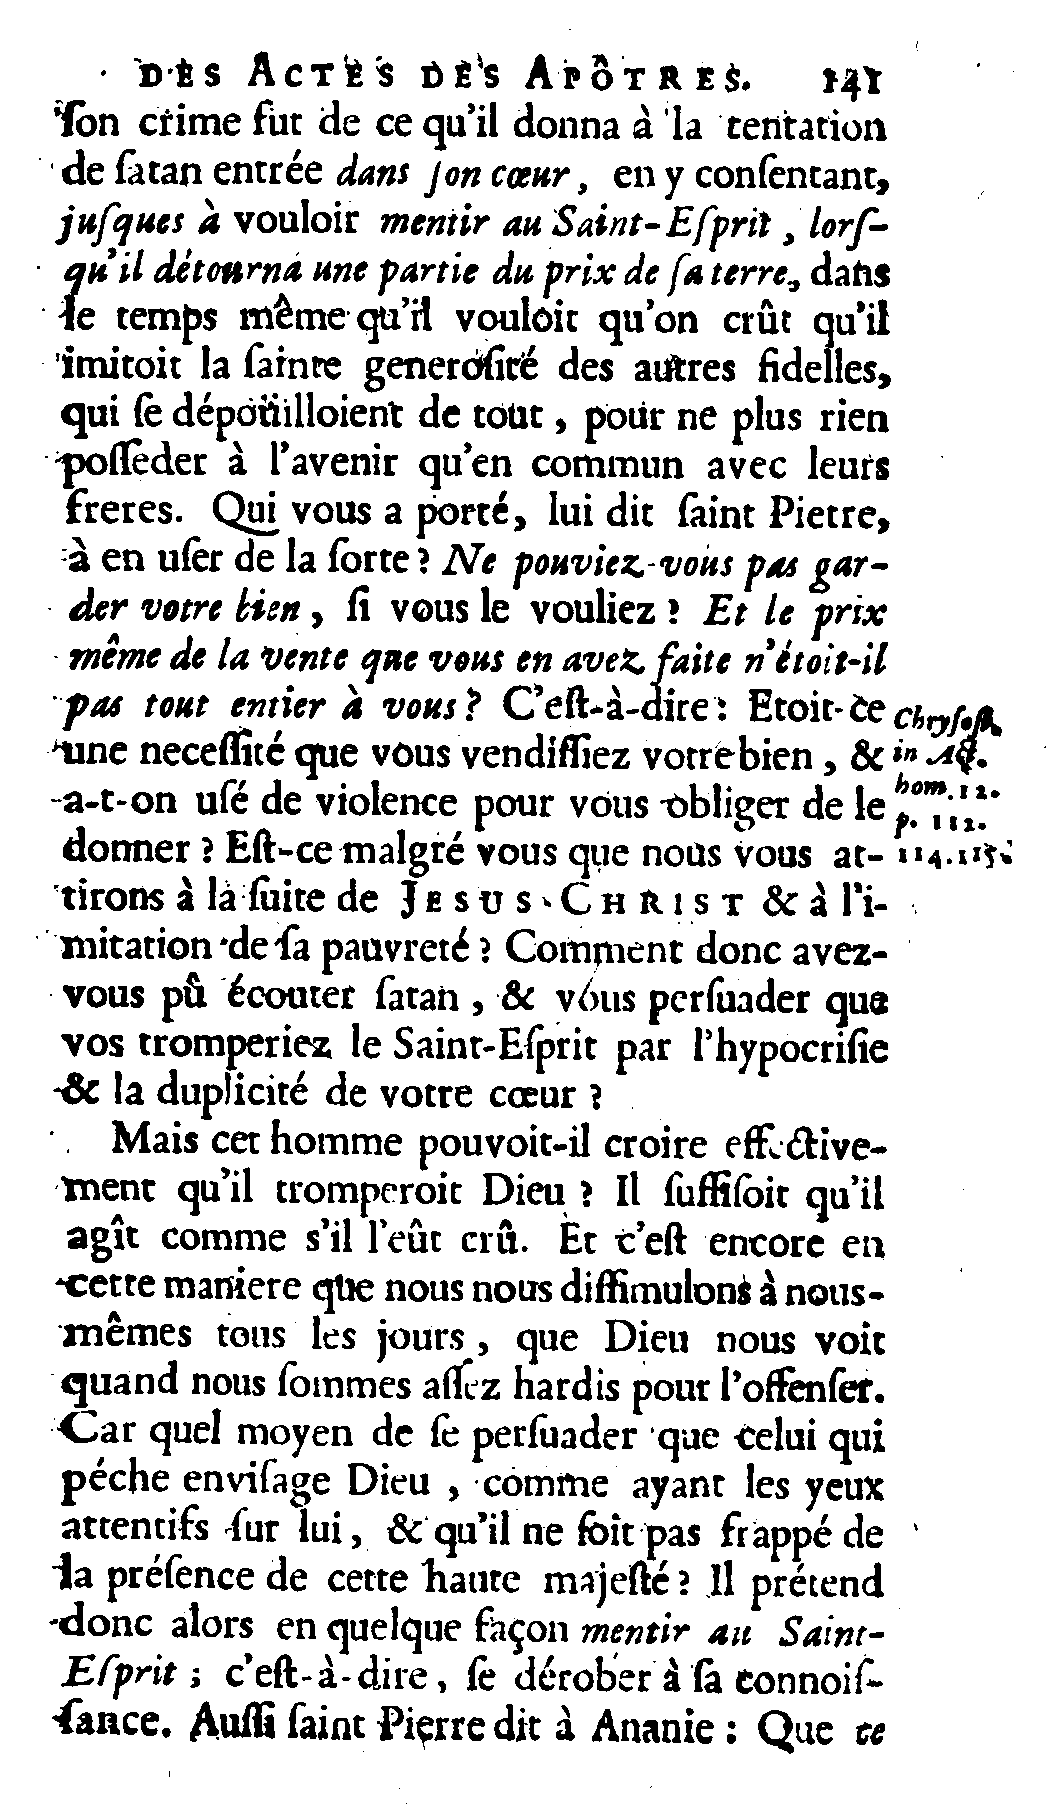 DES ACTES DES APÔTRES. 141
ſon crime fut de ce qu'il donna à la tentation
de ſatan entrée dans ſon cœur, en y conſentant,
juſques à vouloir mentir au Saint-Eſprit, lorſ-
qu'il détourna une partie du prix de ſa terre, dans
le temps même qu'il vouloit qu'on crût qu'il
imitoit la ſainte generoſité des autres fidelles,
qui ſe dépoüilloient de tout, pour ne plus rien
poſſeder à l'avenir qu'en commun avec leurs
freres. Qui vous a porté, lui dit ſaint Pierre,
à en uſer de la ſorte? Ne pouviez-vous pas gar-
der votre bien, ſi vous le vouliez? Et le prix
même de la vente que vous en avez faite n'étoit-il
pas tout entier à vous? C'eſt-à-dire: Etoit-ce
une neceſſité que vous vendiſſiez votre bien, &
a-t-on uſé de violence pour vous obliger de le
donner? Eſt-ce malgré vous que nous vous at-
tirons à la ſuite de JESUS-CHRIST & à l'i-
mitation de ſa pauvreté? Comment donc avez-
vous pû écouter ſatan, & vous perſuader que
vos tromperiez le Saint-Eſprit par l'hypocriſie
& la duplicité de votre cœur?
Mais cet homme pouvoit-il croire effective-
ment qu'il tromperoit Dieu? Il ſuffiſoit qu'il
agît comme s'il l'eût crû. Et c'eſt encore en
cette maniere que nous nous diſſimulons à nous-
mêmes tous les jours, que Dieu nous voit
quand nous ſommes aſſez hardis pour l'offenſer.
Car quel moyen de ſe perſuader que celui qui
péche enviſage Dieu, comme ayant les yeux
attentifs ſur lui, & qu'il ne ſoit pas frappé de
la préſence de cette haute majeſté? Il prétend
donc alors en quelque façon mentir au Saint-
Eſprit; c'eſt-à-dire, ſe dérober à ſa connoiſ-
ſance. Auſſi ſaint Pierre dit à Ananie: Que ce
Chryſoſt.
in Act.
hom. 12.
p. 112.
114. 115.